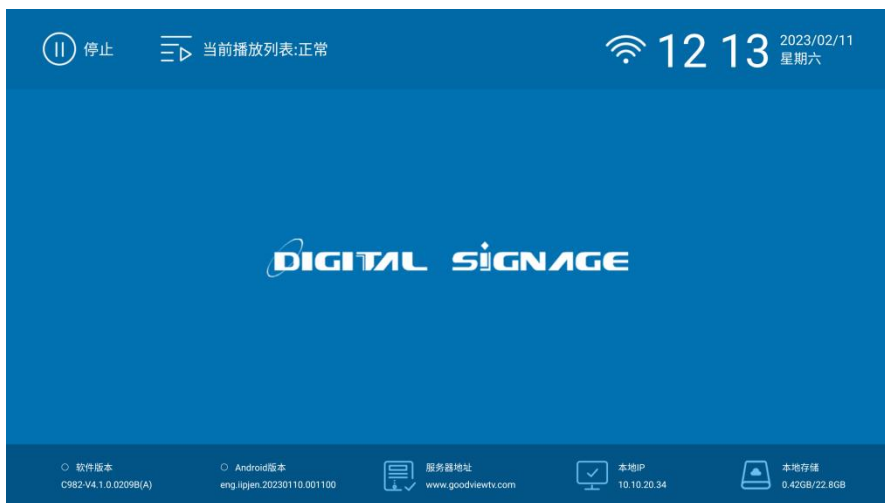 停止
当前播放列表:正常
12 13
2023/02/11
星期六
DIGITAL SIGNAGE
软件版本
C982-V4.1.0.0209B(A)
Android版本
eng.iipjen.20230110.001100
服务器地址
www.goodviewtv.com
本地IP
10.10.20.34
本地存储
0.42GB/22.8GB